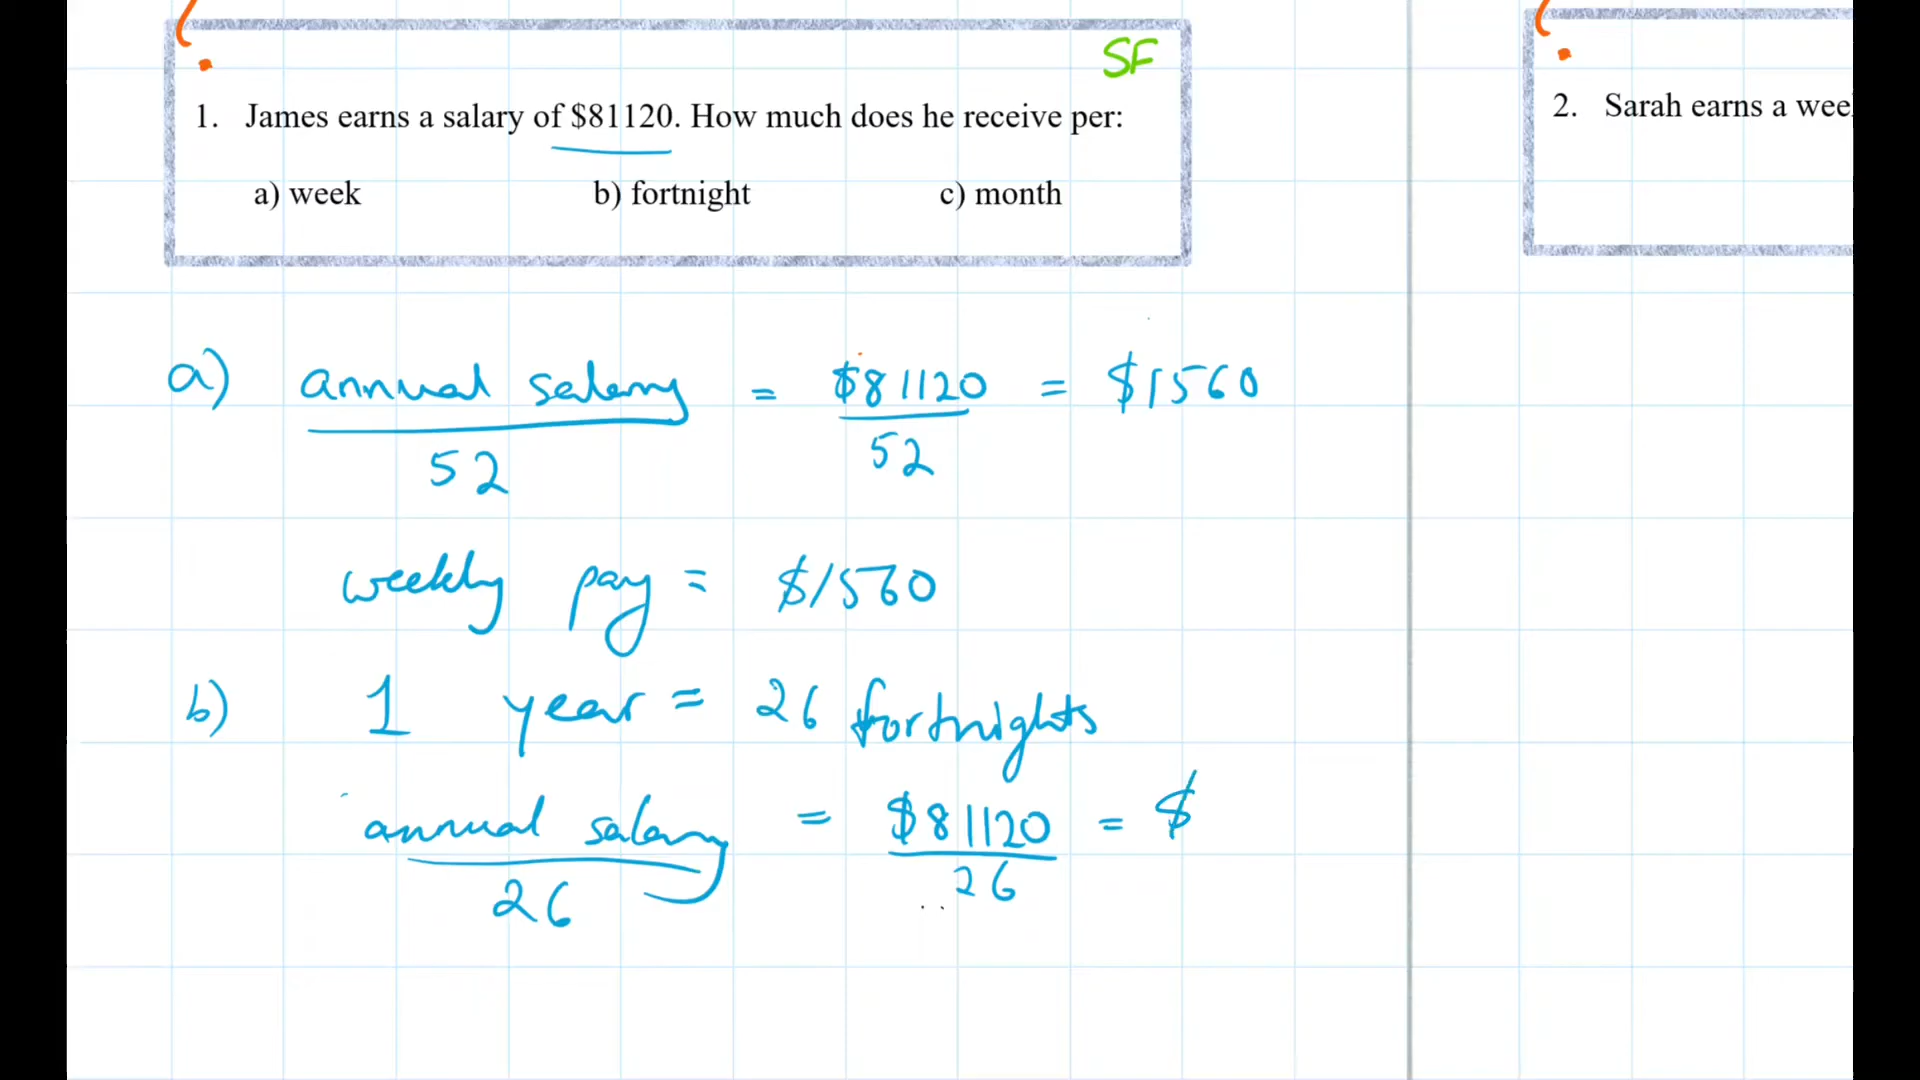 SF
1. James earns a salary of $81120. How much does he receive per:
a) week b) fortnight c) month
2. Sarah earns a wee
a) annual salary = $81120 = $1560
52 52
weekly pay = $1560
b) 1 year = 26 fortnights
annual salary = $81120 = $
26 26